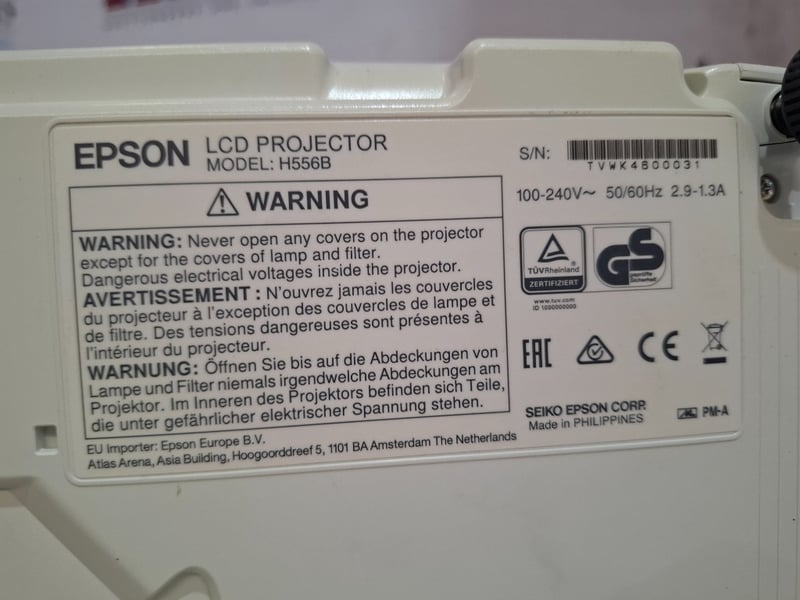 EPSON LCD PROJECTOR
MODEL: H556B
S/N:
TVWK4600031
100-240V~ 50/60Hz 2.9-1.3A
WARNING
WARNING: Never open any covers on the projector
except for the covers of lamp and filter.
Dangerous electrical voltages inside the projector.
AVERTISSEMENT : N'ouvrez jamais les couvercles
du projecteur à l'exception des couvercles de lampe et
de filtre. Des tensions dangereuses sont présentes à
l'intérieur du projecteur.
WARNUNG: Öffnen Sie bis auf die Abdeckungen von
Lampe und Filter niemals irgendwelche Abdeckungen am
Projektor. Im Inneren des Projektors befinden sich Teile,
die unter gefährlicher elektrischer Spannung stehen.
TÜVRheinland
ZERTIFIZIERT
GS
geprüfte
Sicherheit
www.tuv.com
ID 1000000000
EAC
CE
SEIKO EPSON CORP.
Made in PHILIPPINES
PM-A
EU Importer: Epson Europe B.V.
Atlas Arena, Asia Building, Hoogoorddreef 5, 1101 BA Amsterdam The Netherlands